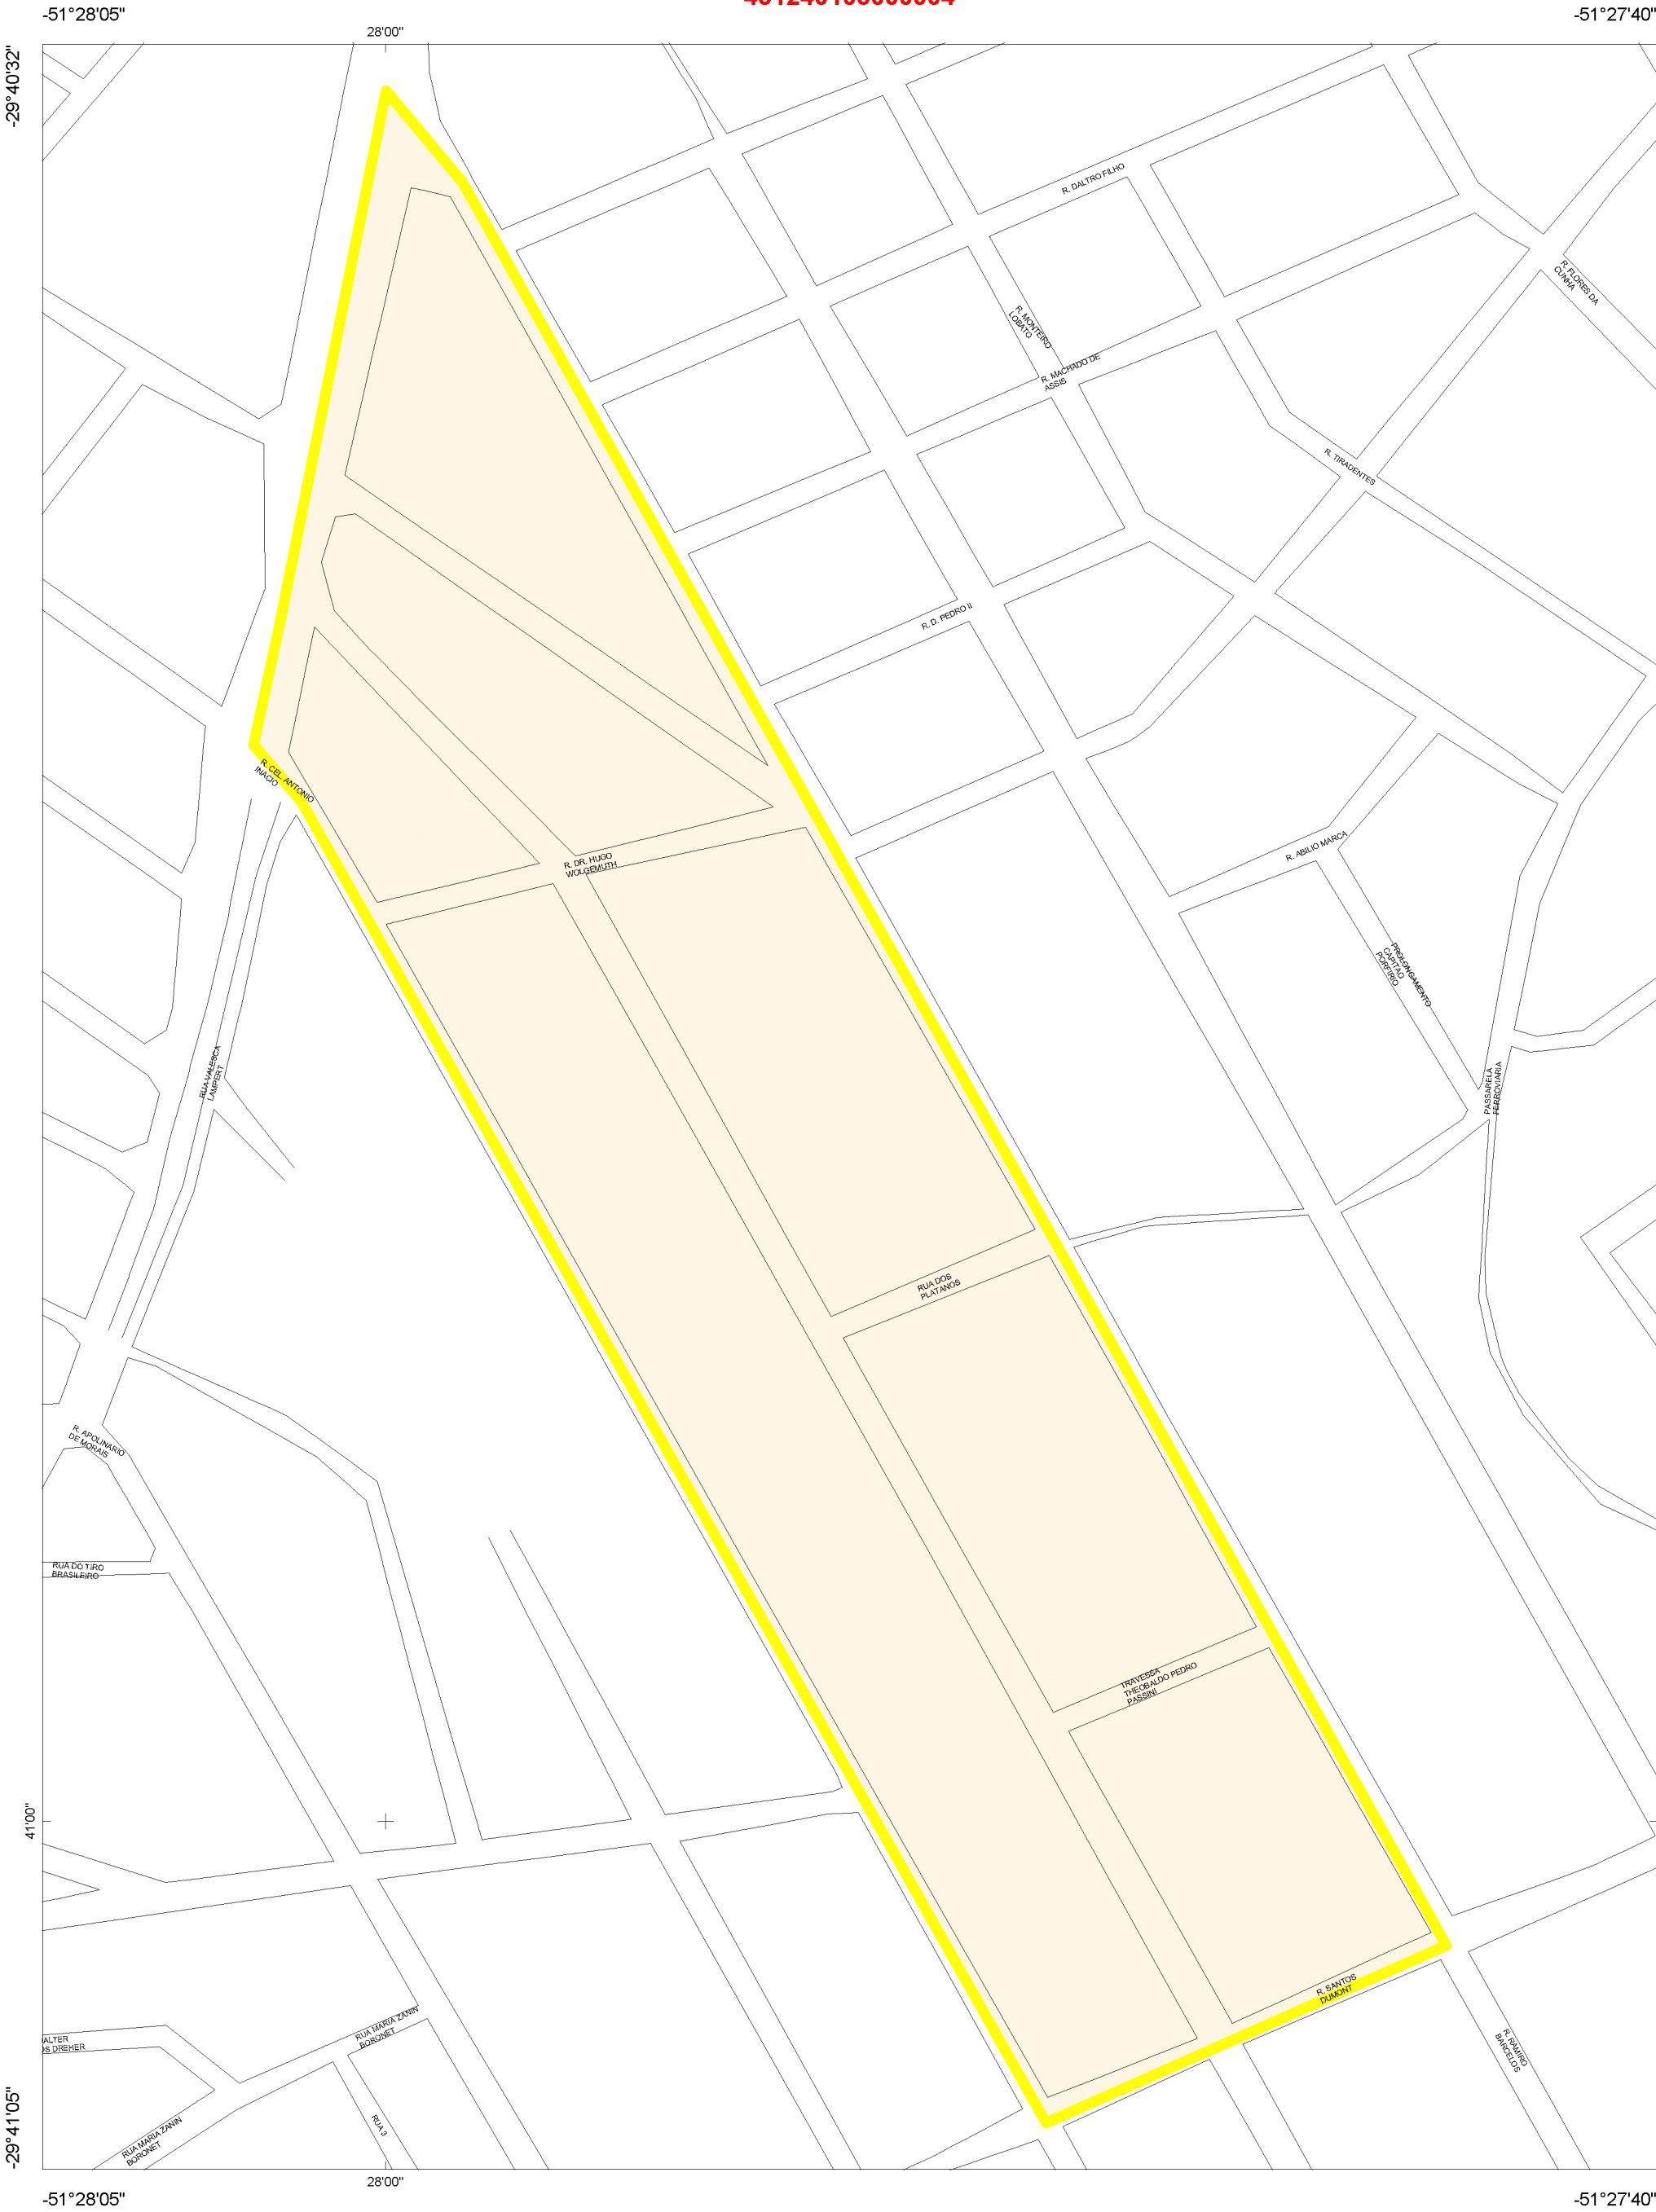 -51°28'05"
-51°27'40"
28'00"
-29°40'32"
R. DALTRO FILHO
R. FLORES DA
CUNHA
R. MONTEIRO
LOBATO
R. MACHADO DE
ASSIS
R. TIRADENTES
R. D. PEDRO II
R. CEL. ANTONIO
INACIO
R. DR. HUGO
WOLGEMUTH
R. ABILIO MARCA
PROLONGAMENTO
CAPITAO
PORFIRIO
RUA VALESCA
LAMPERT
PASSARELA
FERROVIARIA
RUA DOS
PLATANOS
R. APOLINARIO
DE MORAIS
RUA DO TIRO
BRASILEIRO
TRAVESSA
THEOBALDO PEDRO
PASSINI
41'00"
R. SANTOS
DUMONT
RUA MARIA ZANIN
BORONET
ALTER
OS DREHER
R. RAMIRO
BARCELOS
RUA MARIA ZANIN
BORONET
RUA 3
-29°41'05"
28'00"
-51°28'05"
-51°27'40"